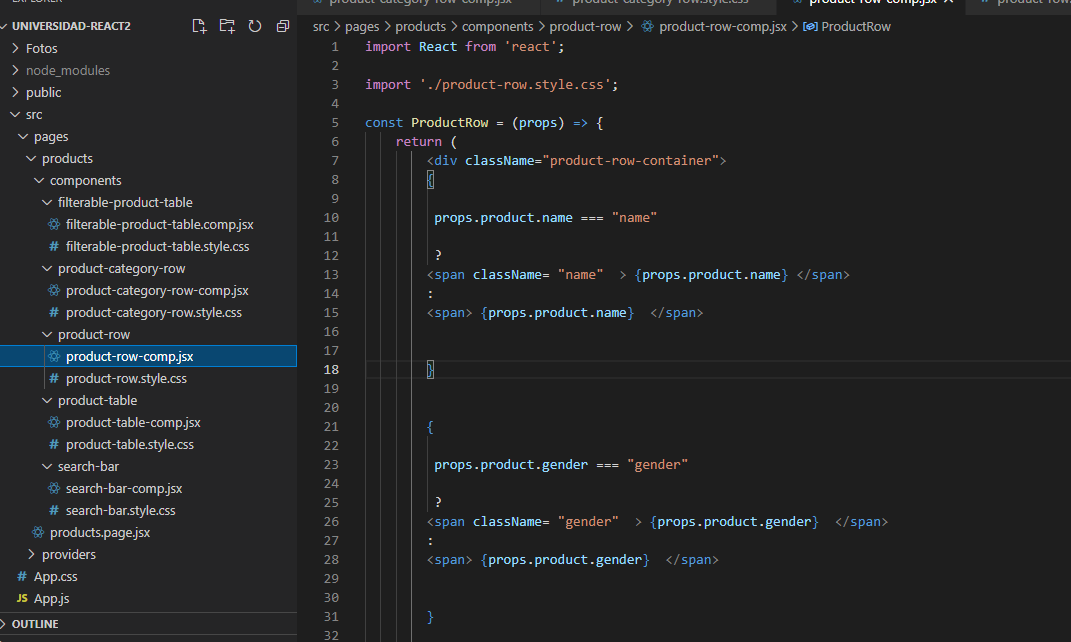 EXPLORER
product-category-row-comp.jsx
product-category-row.style.css
product-row-comp.jsx
product-row
UNIVERSIDAD-REACT2
Fotos
node_modules
public
src
pages
products
components
filterable-product-table
filterable-product-table.comp.jsx
filterable-product-table.style.css
product-category-row
product-category-row-comp.jsx
product-category-row.style.css
product-row
product-row-comp.jsx
product-row.style.css
product-table
product-table-comp.jsx
product-table.style.css
search-bar
search-bar-comp.jsx
search-bar.style.css
products.page.jsx
providers
# App.css
JS App.js
OUTLINE
src > pages > products > components > product-row > product-row-comp.jsx > ProductRow
1 import React from 'react';
2
3 import './product-row.style.css';
4
5 const ProductRow = (props) => {
6 return (
7 <div className="product-row-container">
8 {
9
10 props.product.name === "name"
11
12 ?
13 <span className= "name"  > {props.product.name} </span>
14 :
15 <span> {props.product.name}  </span>
16
17
18 }
19
20
21 {
22
23 props.product.gender === "gender"
24
25 ?
26 <span className= "gender"  > {props.product.gender}  </span>
27 :
28 <span> {props.product.gender}  </span>
29
30
31 }
32